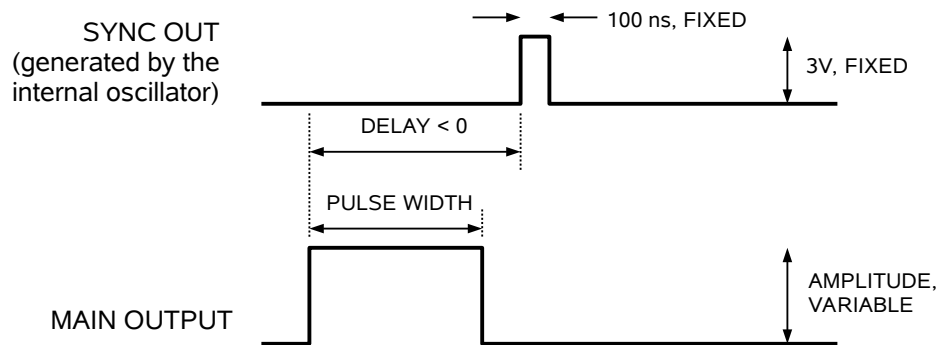 SYNC OUT
(generated by the
internal oscillator)
100 ns, FIXED
3V, FIXED
DELAY < 0
PULSE WIDTH
AMPLITUDE,
VARIABLE
MAIN OUTPUT